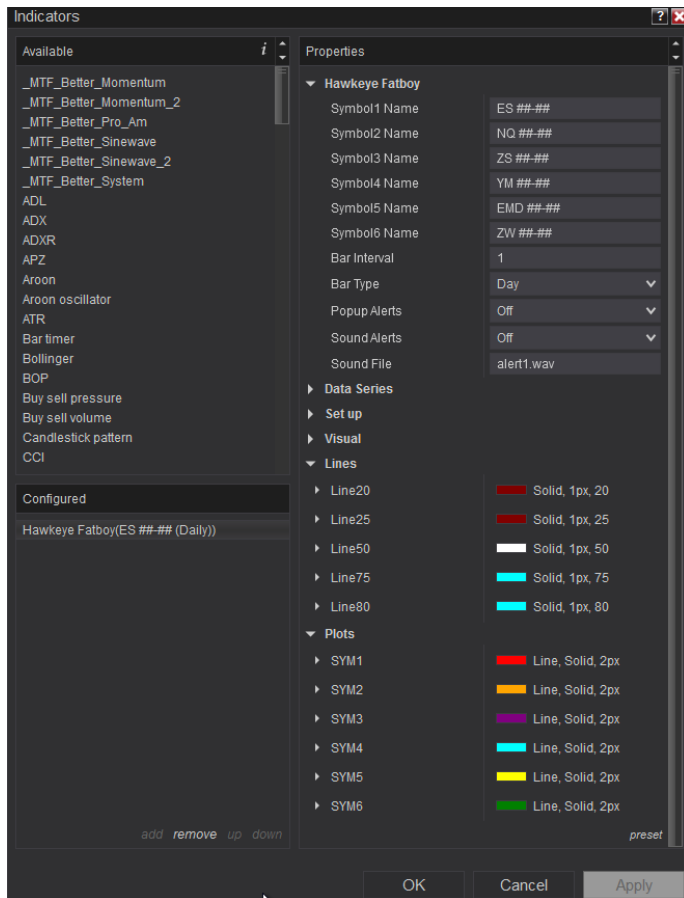 Indicators
?
Available i
_MTF_Better_Momentum
_MTF_Better_Momentum_2
_MTF_Better_Pro_Am
_MTF_Better_Sinewave
_MTF_Better_Sinewave_2
_MTF_Better_System
ADL
ADX
ADXR
APZ
Aroon
Aroon oscillator
ATR
Bar timer
Bollinger
BOP
Buy sell pressure
Buy sell volume
Candlestick pattern
CCI
Configured
Hawkeye Fatboy(ES ##-## (Daily))
add remove up down
Properties
Hawkeye Fatboy
Symbol1 Name ES ##-##
Symbol2 Name NQ ##-##
Symbol3 Name ZS ##-##
Symbol4 Name YM ##-##
Symbol5 Name EMD ##-##
Symbol6 Name ZW ##-##
Bar Interval 1
Bar Type Day
Popup Alerts Off
Sound Alerts Off
Sound File alert1.wav
Data Series
Set up
Visual
Lines
Line20 Solid, 1px, 20
Line25 Solid, 1px, 25
Line50 Solid, 1px, 50
Line75 Solid, 1px, 75
Line80 Solid, 1px, 80
Plots
SYM1 Line, Solid, 2px
SYM2 Line, Solid, 2px
SYM3 Line, Solid, 2px
SYM4 Line, Solid, 2px
SYM5 Line, Solid, 2px
SYM6 Line, Solid, 2px
preset
OK Cancel Apply